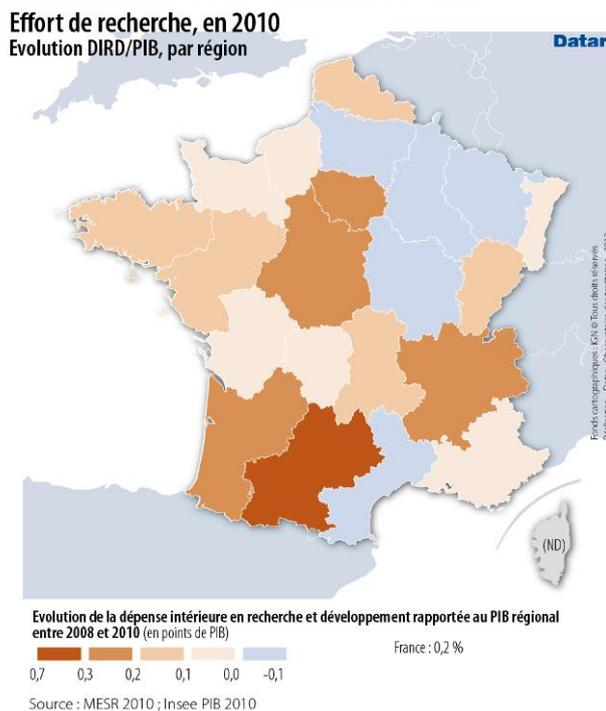 Effort de recherche, en 2010
Evolution DIRD/PIB, par région
Datar
Fonds cartographiques : IGN © Tous droits réservés
(ND)
Evolution de la dépense intérieure en recherche et développement rapportée au PIB régional
entre 2008 et 2010 (en points de PIB)
France : 0,2 %
0,7 0,3 0,2 0,1 0,0 -0,1
Source : MESR 2010 ; Insee PIB 2010